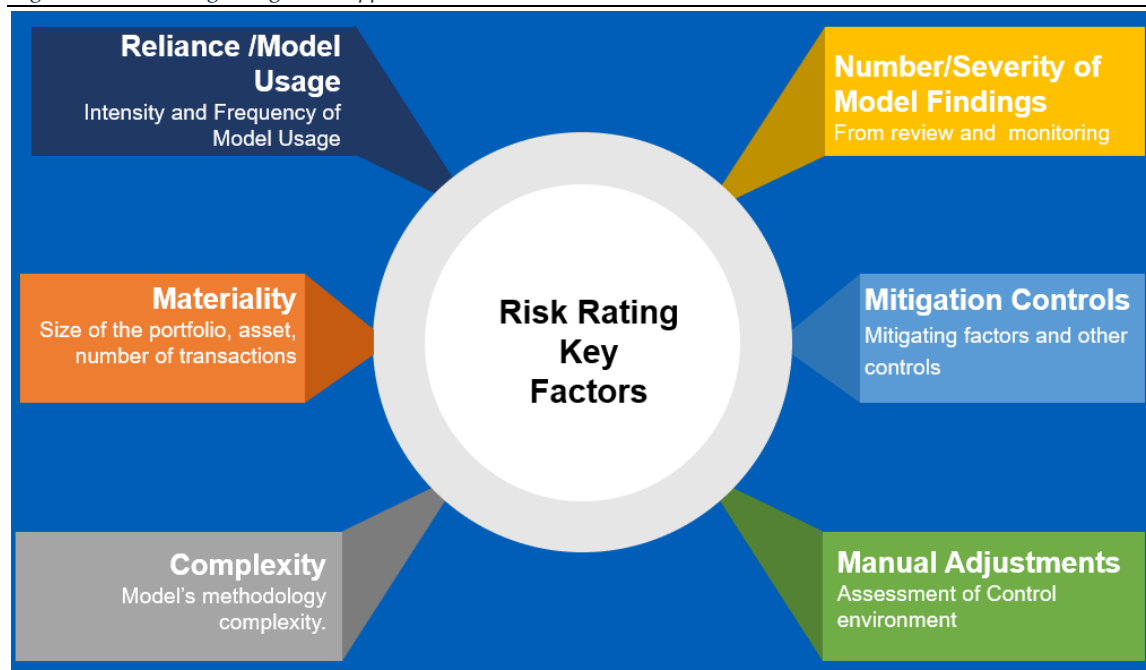 Reliance /Model
Usage
Intensity and Frequency of
Model Usage
Number/Severity of
Model Findings
From review and monitoring
Materiality
Size of the portfolio, asset,
number of transactions
Risk Rating
Key
Factors
Mitigation Controls
Mitigating factors and other
controls
Complexity
Model's methodology
complexity.
Manual Adjustments
Assessment of Control
environment